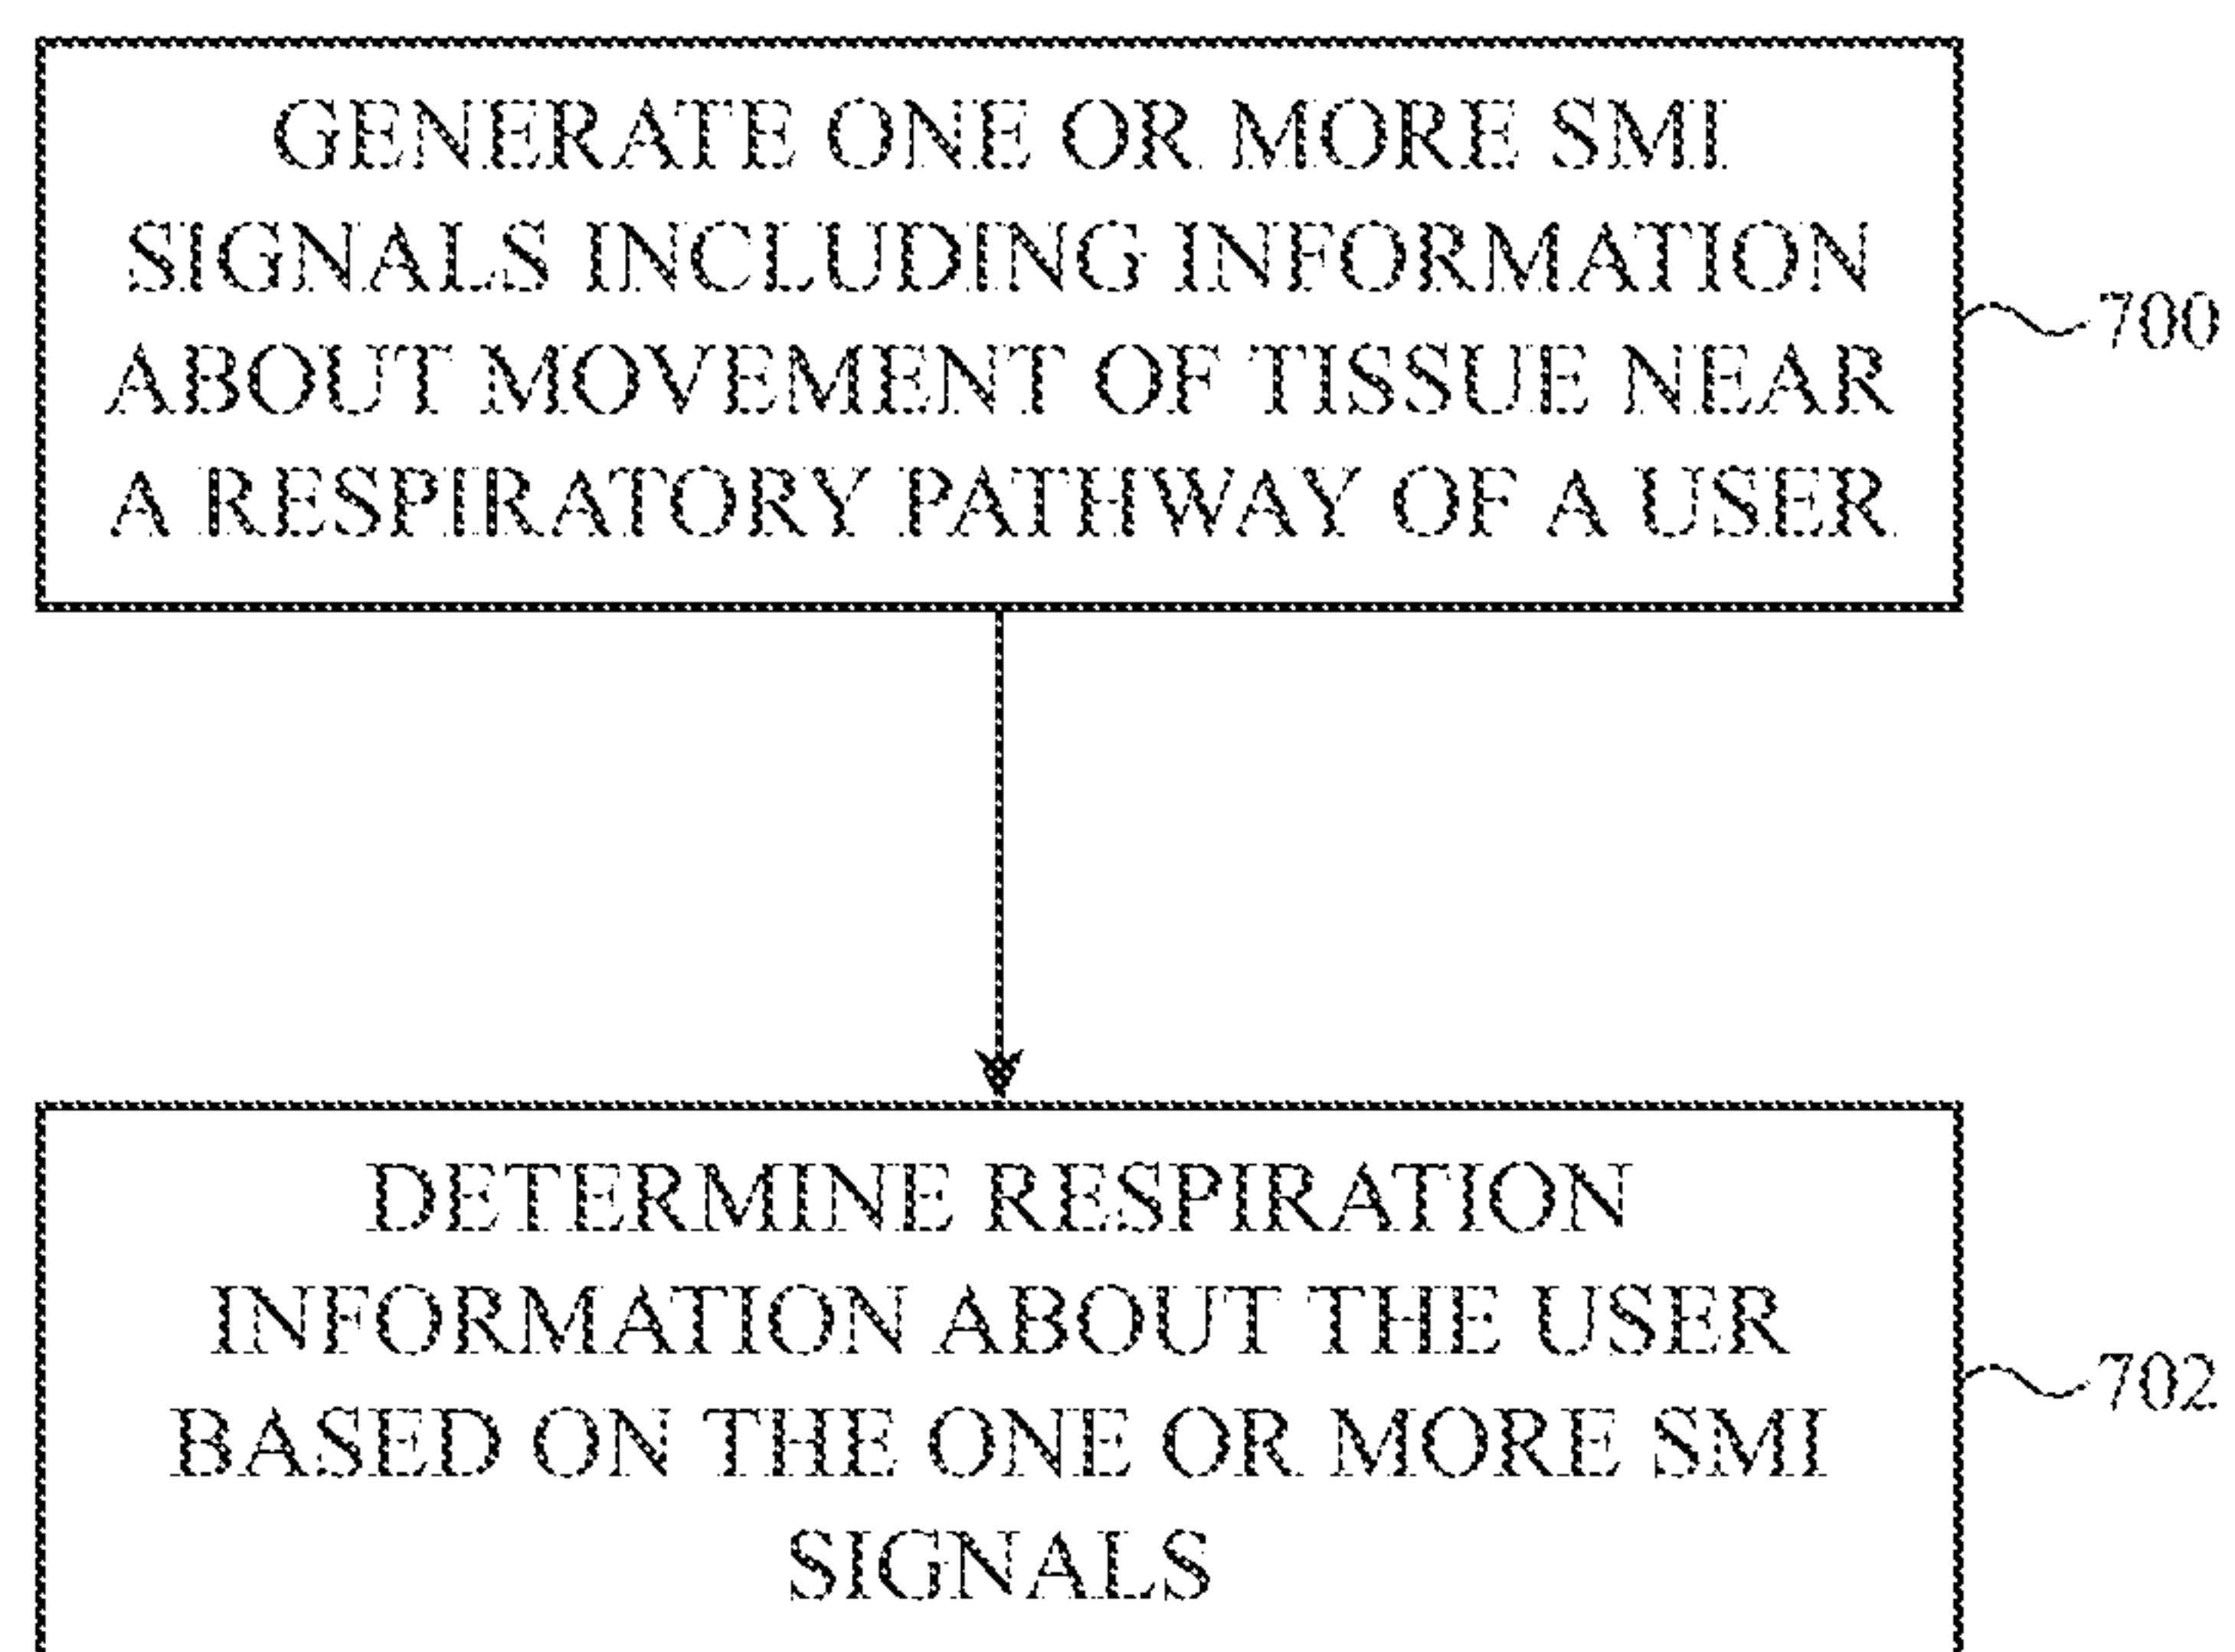 GENERATE ONE OR MORE SMI
SIGNALS INCLUDING INFORMATION
ABOUT MOVEMENT OF TISSUE NEAR
A RESPIRATORY PATHWAY OF A USER
700
DETERMINE RESPIRATION
INFORMATION ABOUT THE USER
BASED ON THE ONE OR MORE SMI
SIGNALS
702